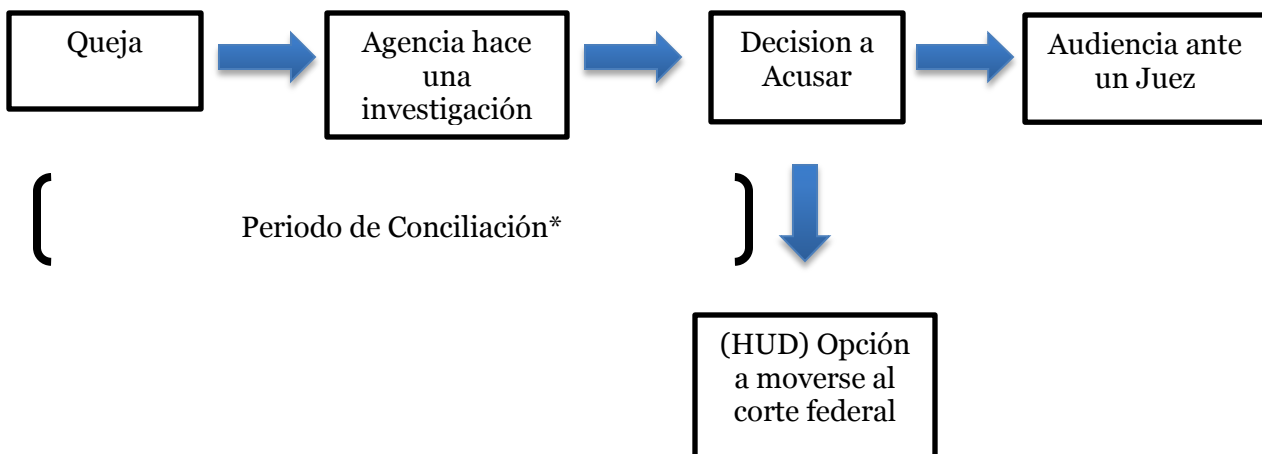 Queja
Agencia hace
una
investigación
Decision a
Acusar
Audiencia ante
un Juez
Periodo de Conciliación*
(HUD) Opción
a moverse al
corte federal